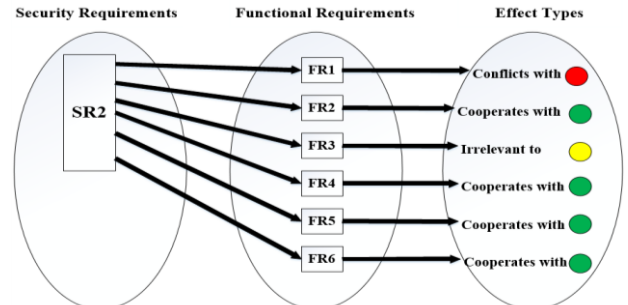 Security Requirements Functional Requirements Effect Types
FR1 Conflicts with
SR2 FR2 Cooperates with
FR3 Irrelevant to
FR4 Cooperates with
FR5 Cooperates with
FR6 Cooperates with